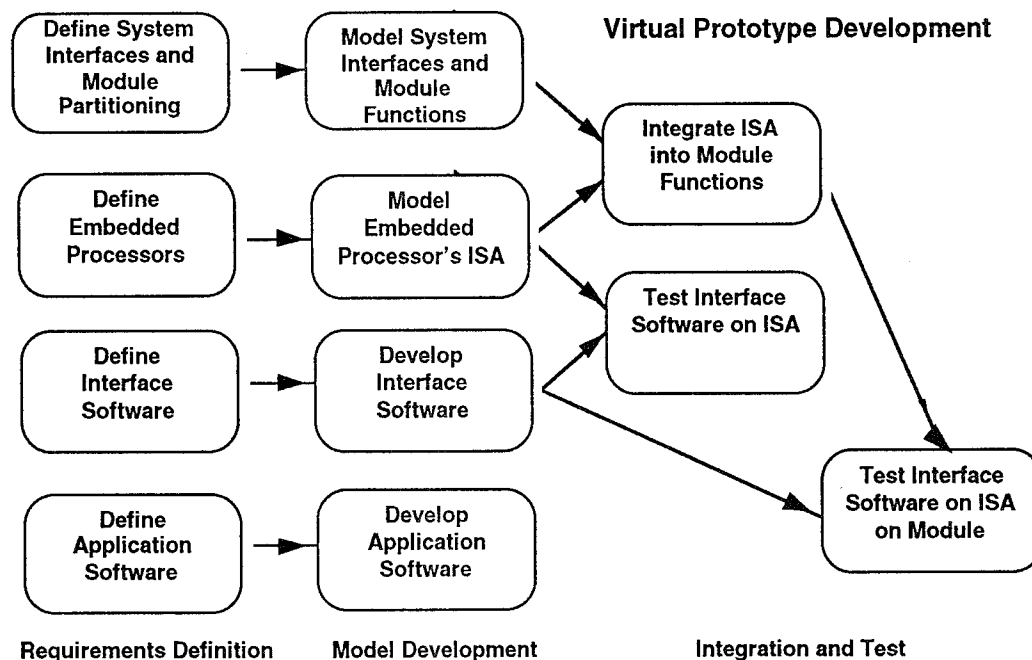 Virtual Prototype Development
Define System
Interfaces and
Module
Partitioning
Model System
Interfaces and
Module
Functions
Integrate ISA
into Module
Functions
Define
Embedded
Processors
Model
Embedded
Processor's ISA
Test Interface
Software on ISA
Define
Interface
Software
Develop
Interface
Software
Test Interface
Software on ISA
on Module
Define
Application
Software
Develop
Application
Software
Requirements Definition
Model Development
Integration and Test